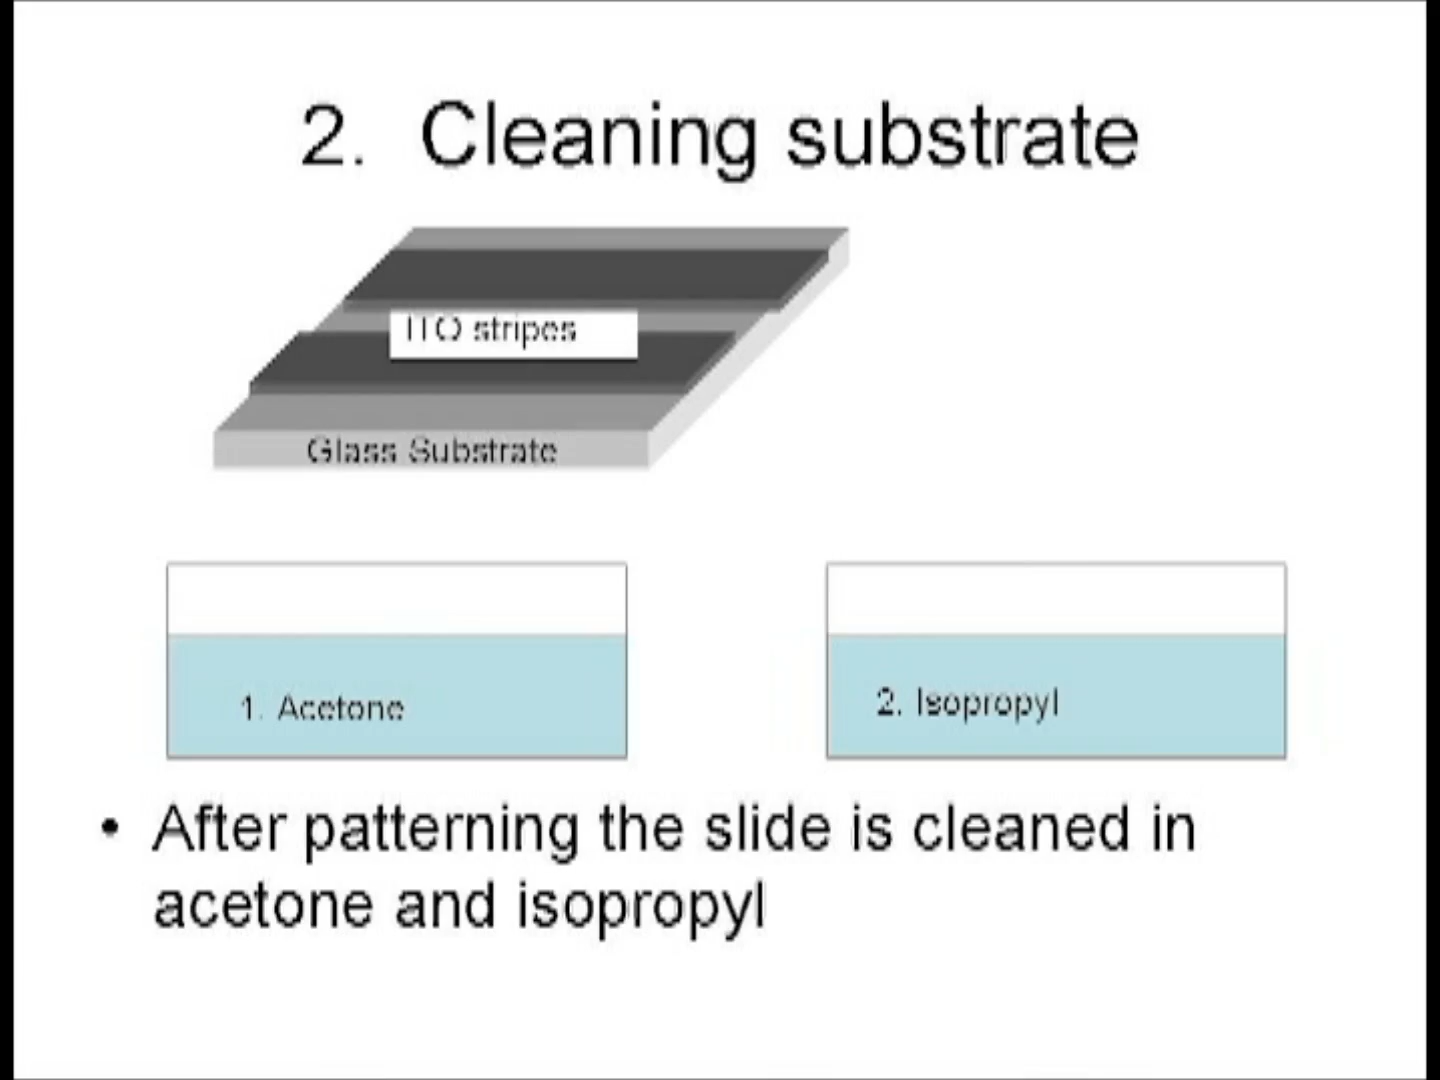 2. Cleaning substrate
ITO stripes
Glass Substrate
1. Acetone
2. Isopropyl
• After patterning the slide is cleaned in
acetone and isopropyl